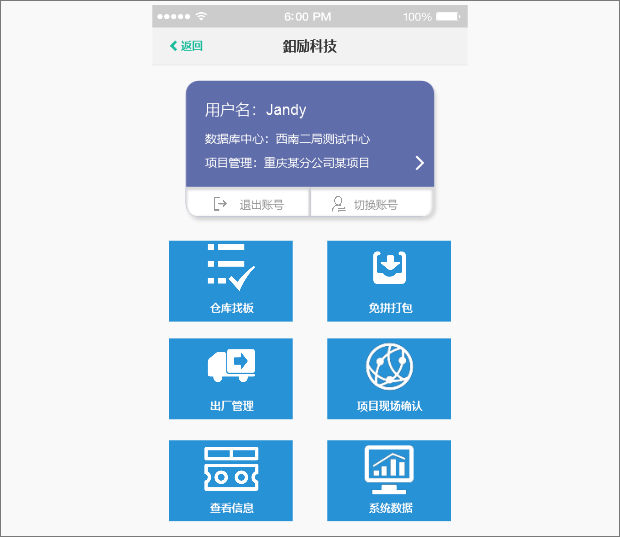 6:00 PM 100%
返回 鉬励科技
用户名：Jandy
数据库中心：西南二局测试中心
项目管理：重庆某分公司某项目
退出账号 切换账号
仓库找板 免拼打包
出厂管理 项目现场确认
查看信息 系统数据